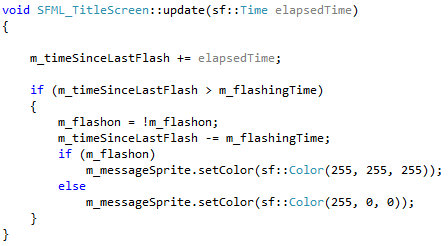 void SFML_TitleScreen::update(sf::Time elapsedTime)
{
m_timeSinceLastFlash += elapsedTime;
if (m_timeSinceLastFlash > m_flashingTime)
{
m_flashon = !m_flashon;
m_timeSinceLastFlash -= m_flashingTime;
if (m_flashon)
m_messageSprite.setColor(sf::Color(255, 255, 255));
else
m_messageSprite.setColor(sf::Color(255, 0, 0));
}
}